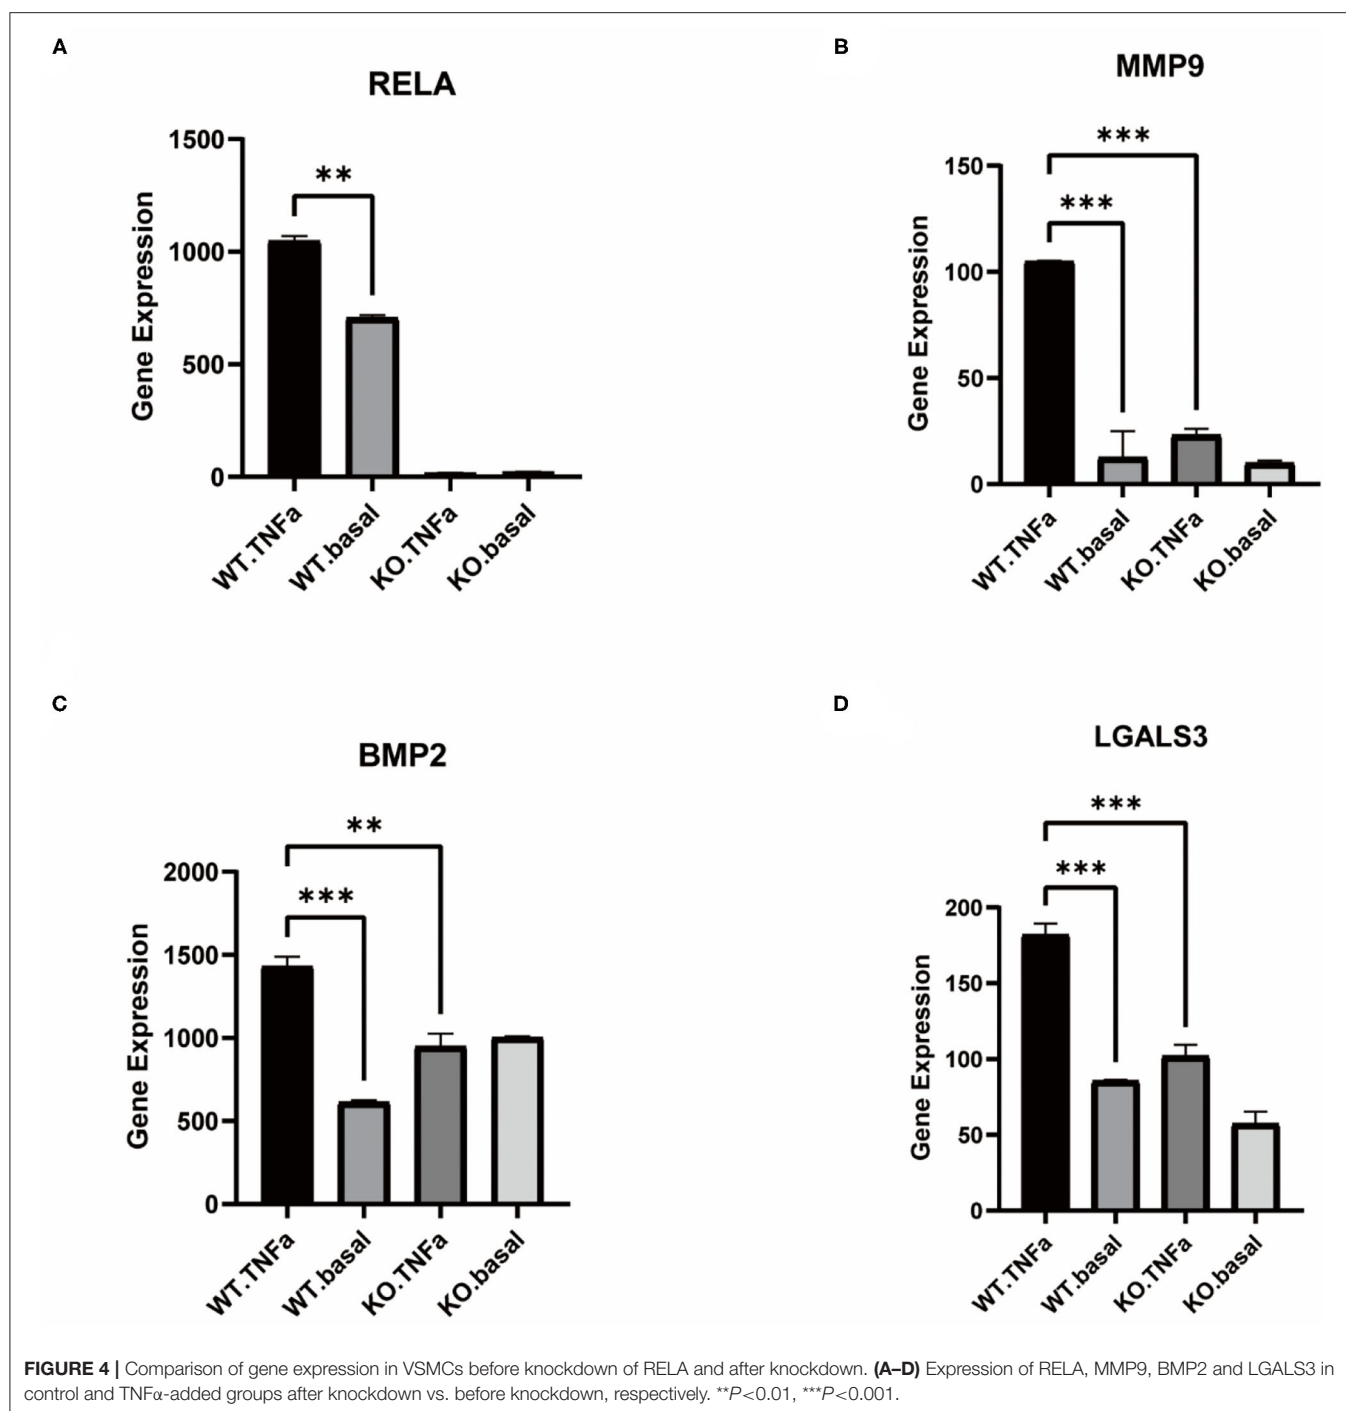 A
RELA
**
1500
1000
500
0
Gene Expression
WT.TNFa
WT.basal
KO.TNFa
KO.basal
B
MMP9
***
***
150
100
50
0
Gene Expression
WT.TNFa
WT.basal
KO.TNFa
KO.basal
C
BMP2
**
***
2000
1500
1000
500
0
Gene Expression
WT.TNFa
WT.basal
KO.TNFa
KO.basal
D
LGALS3
***
***
200
150
100
50
0
Gene Expression
WT.TNFa
WT.basal
KO.TNFa
KO.basal
FIGURE 4 | Comparison of gene expression in VSMCs before knockdown of RELA and after knockdown. (A–D) Expression of RELA, MMP9, BMP2 and LGALS3 in
control and TNFα-added groups after knockdown vs. before knockdown, respectively. **P<0.01, ***P<0.001.